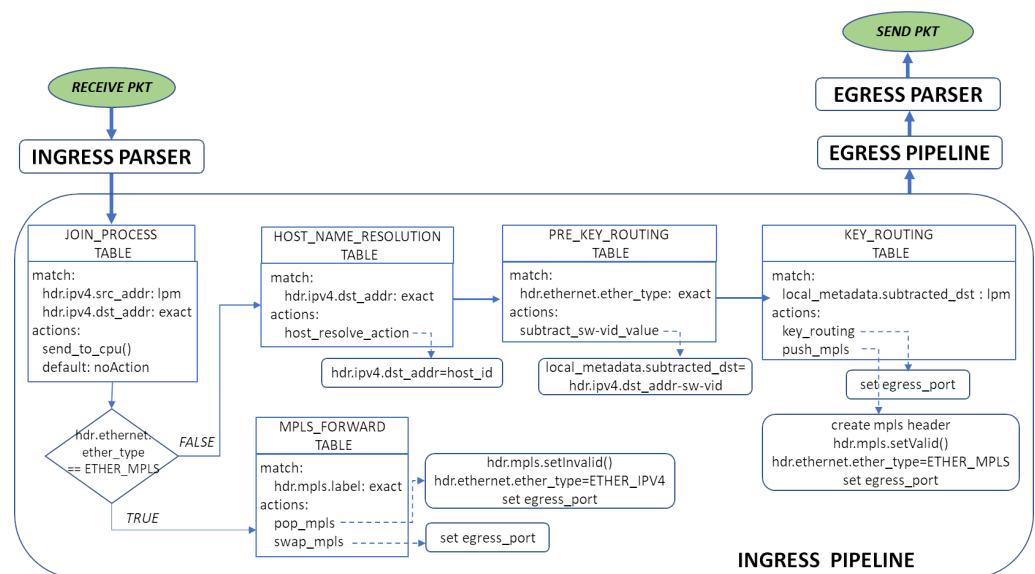 SEND PKT
RECEIVE PKT
EGRESS PARSER
INGRESS PARSER
EGRESS PIPELINE
JOIN_PROCESS
TABLE
match:
hdr.ipv4.src_addr: lpm
hdr.ipv4.dst_addr: exact
actions:
send_to_cpu()
default: noAction
HOST_NAME_RESOLUTION
TABLE
match:
hdr.ipv4.dst_addr: exact
actions:
host_resolve_action
hdr.ipv4.dst_addr=host_id
PRE_KEY_ROUTING
TABLE
match:
hdr.ethernet.ether_type: exact
actions:
subtract_sw-vid_value
local_metadata.subtracted_dst=
hdr.ipv4.dst_addr-sw-vid
KEY_ROUTING
TABLE
match:
local_metadata.subtracted_dst : lpm
actions:
key_routing
push_mpls
set egress_port
create mpls header
hdr.mpls.setValid()
hdr.ethernet.ether_type=ETHER_MPLS
set egress_port
hdr.ethernet.
ether_type
== ETHER_MPLS
FALSE
TRUE
MPLS_FORWARD
TABLE
match:
hdr.mpls.label: exact
actions:
pop_mpls
swap_mpls
hdr.mpls.setInvalid()
hdr.ethernet.ether_type=ETHER_IPV4
set egress_port
set egress_port
INGRESS PIPELINE